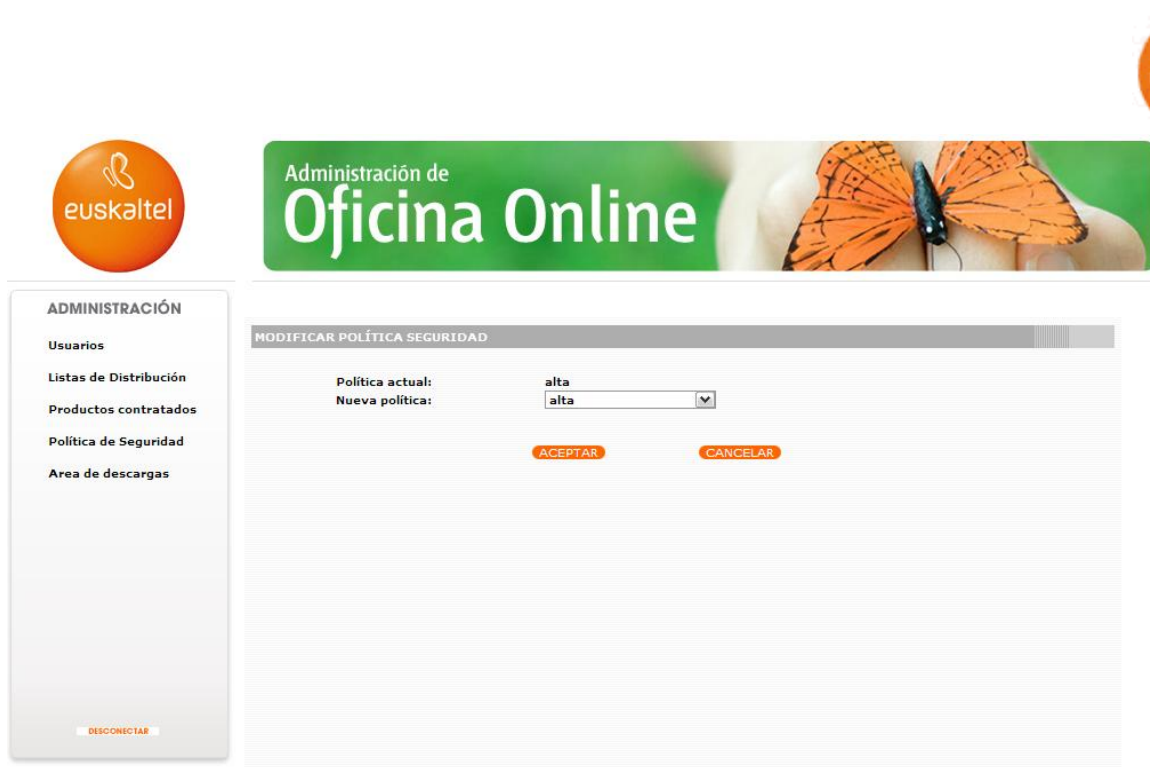 euskaltel
Administración de
Oficina Online
ADMINISTRACIÓN
Usuarios
Listas de Distribución
Productos contratados
Política de Seguridad
Area de descargas
DESCONECTAR
MODIFICAR POLÍTICA SEGURIDAD
Política actual: alta
Nueva política: alta
ACEPTAR CANCELAR